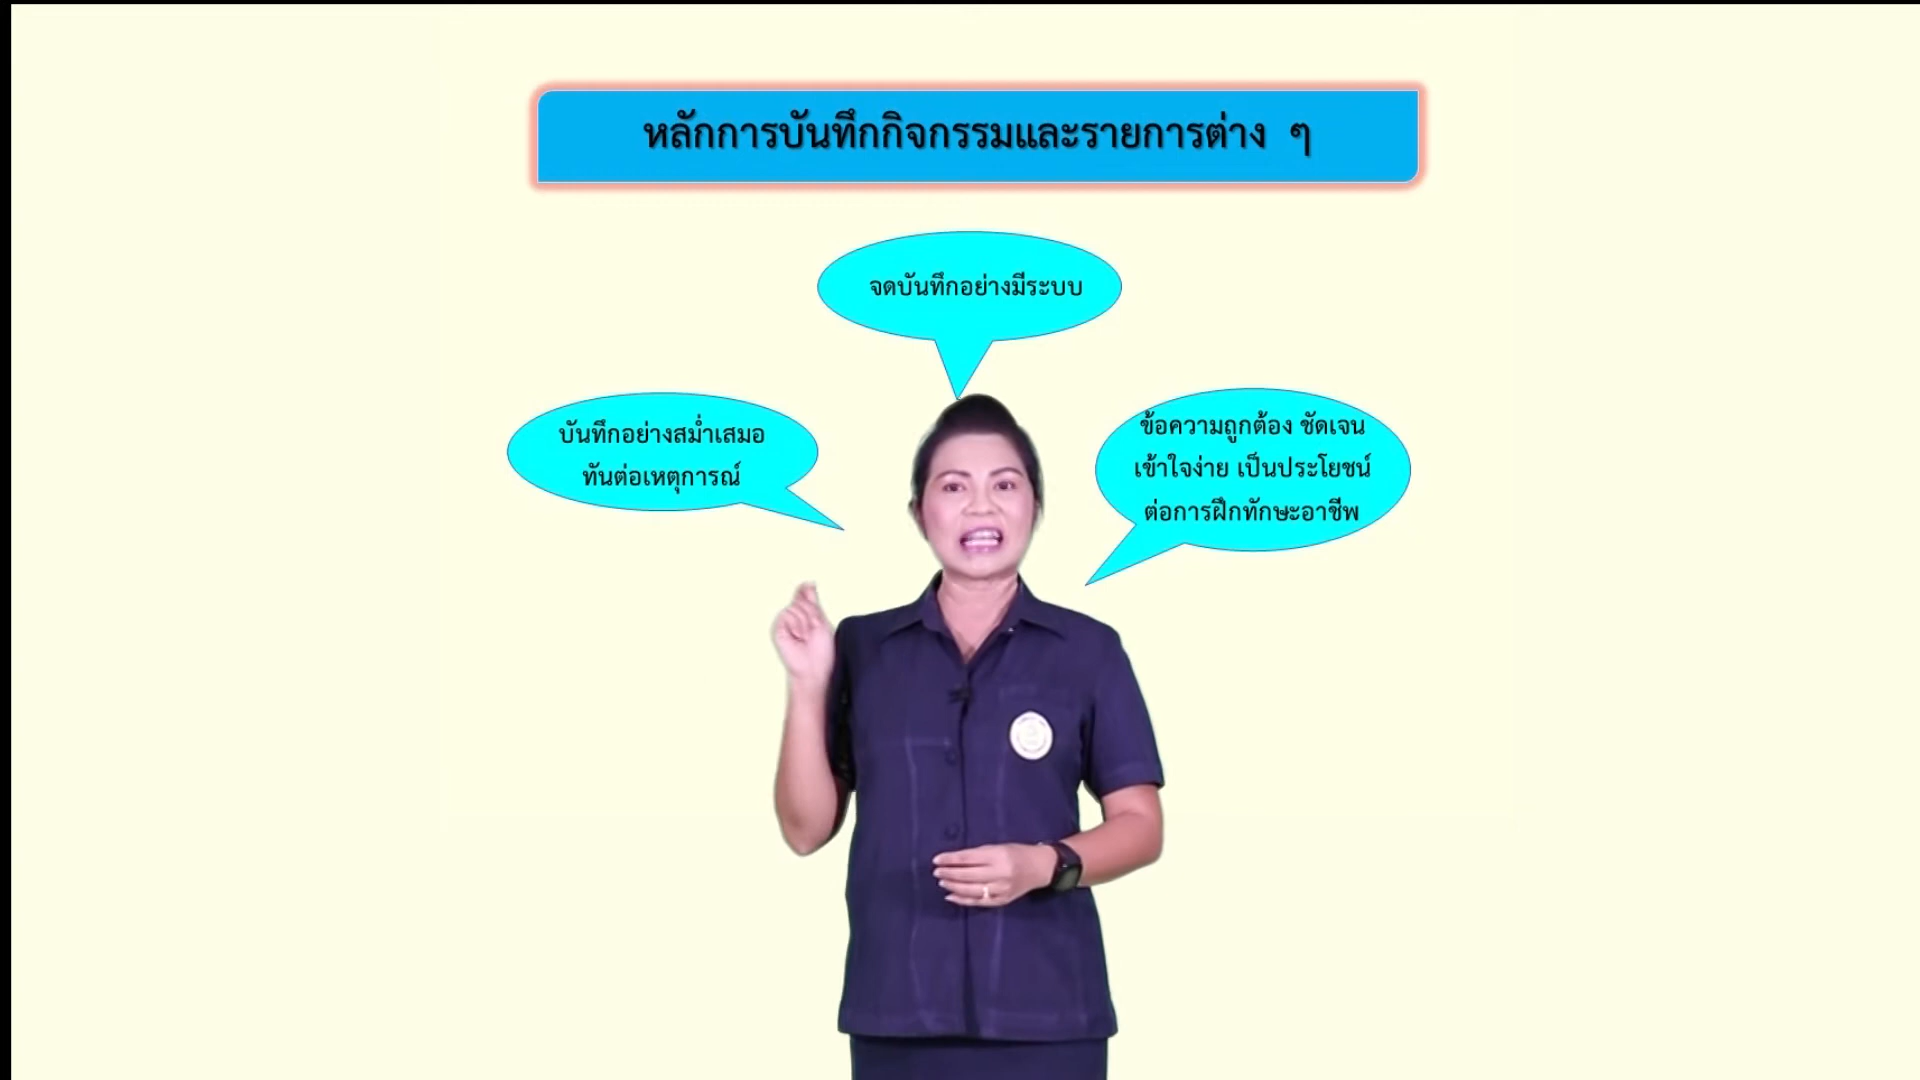 หลักการบันทึกกิจกรรมและรายการต่าง ๆ
จดบันทึกอย่างมีระบบ
บันทึกอย่างสม่ำเสมอ
ทันต่อเหตุการณ์
ข้อความถูกต้อง ชัดเจน
เข้าใจง่าย เป็นประโยชน์
ต่อการฝึกทักษะอาชีพ